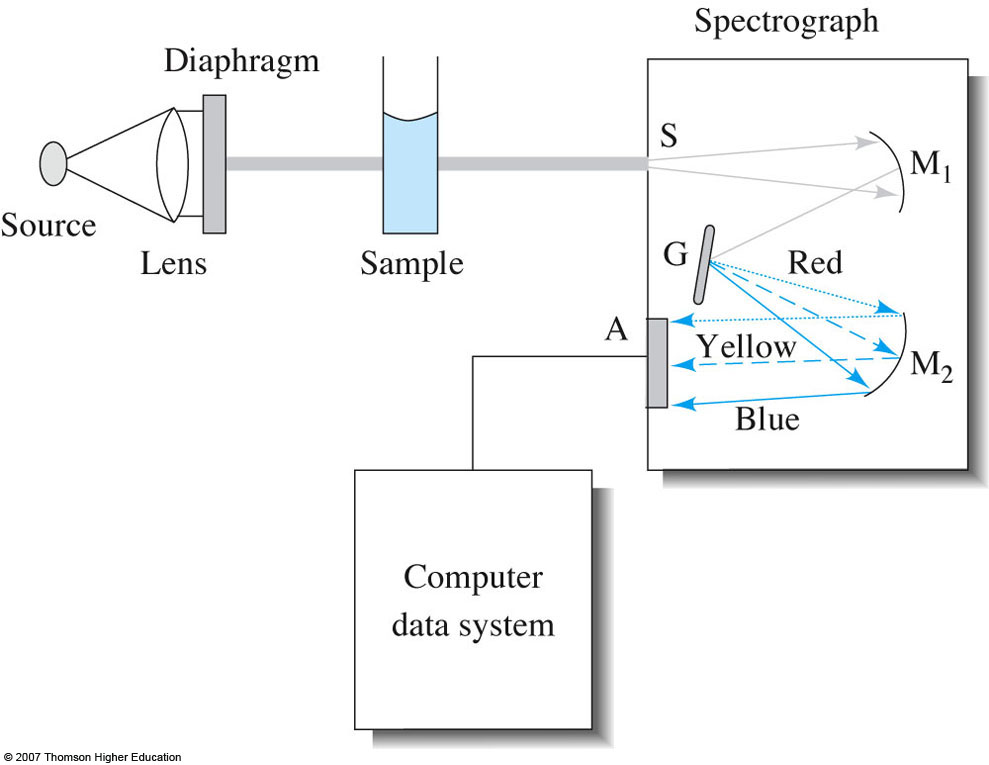 Spectrograph
Diaphragm
S
M1
Source
Lens
Sample
G
Red
A
Yellow
M2
Blue
Computer
data system
© 2007 Thomson Higher Education